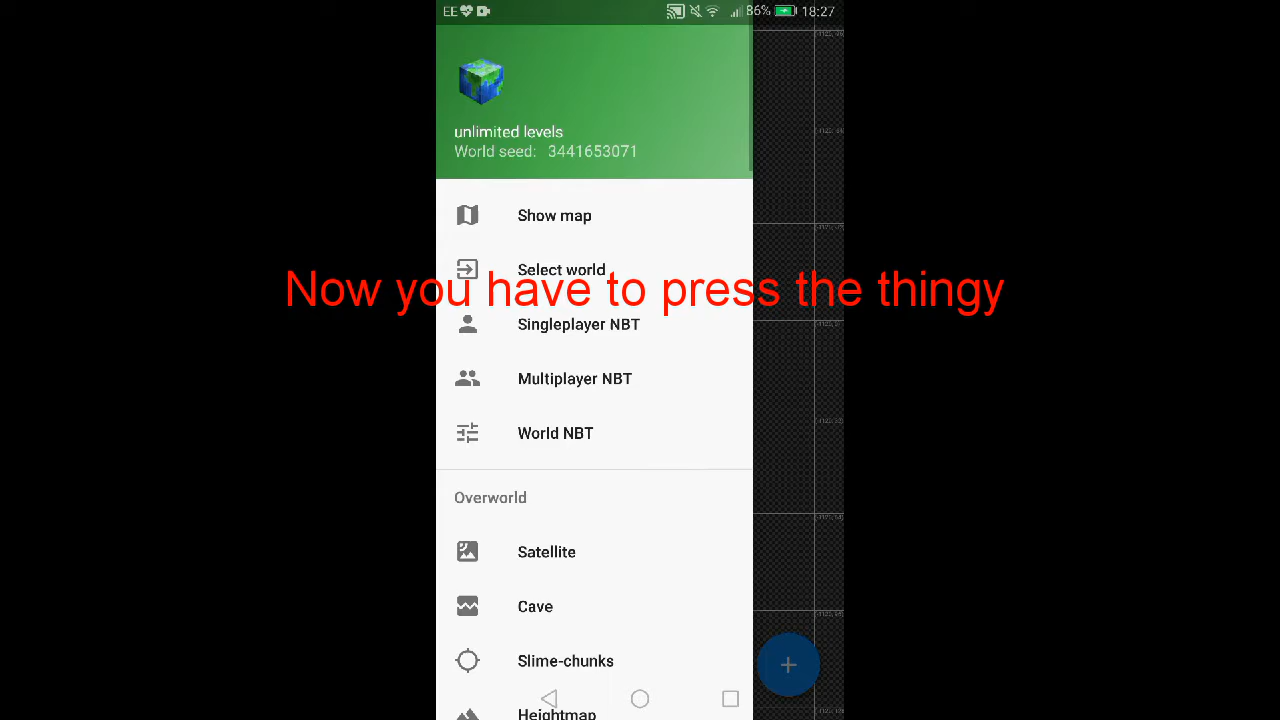 EE 86% 18:27
unlimited levels
World seed: 3441653071
Show map
Select world
Now you have to press the thingy
Singleplayer NBT
Multiplayer NBT
World NBT
Overworld
Satellite
Cave
Slime-chunks
Heightmap